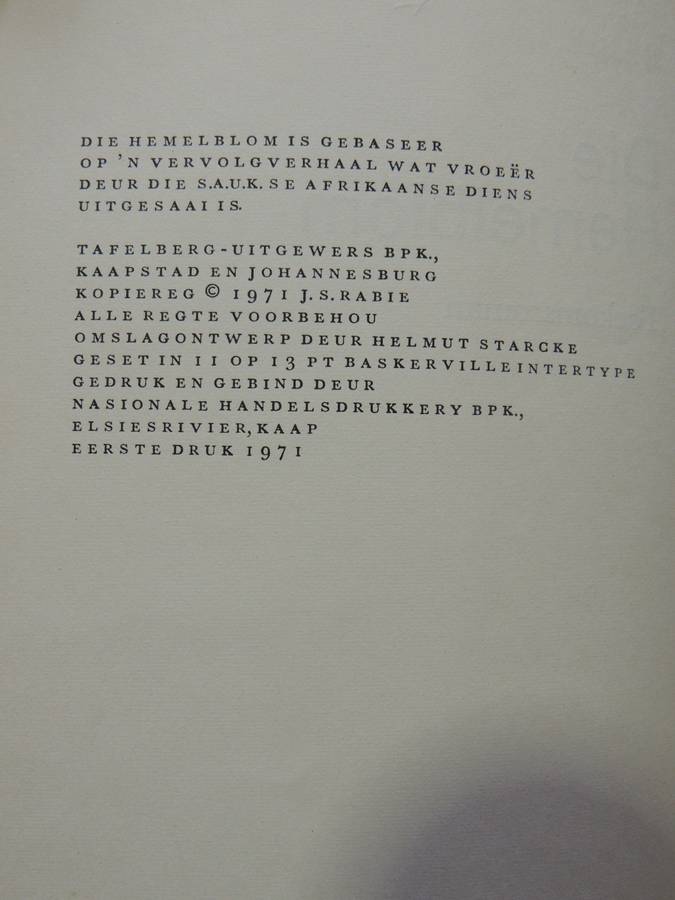 DIE HEMELBLOM IS GEBASEER
OP 'N VERVOLGVERHAAL WAT VROEËR
DEUR DIE S.A.U.K. SE AFRIKAANSE DIENS
UITGESAAI IS.
TAFELBERG-UITGEWERS BPK.,
KAAPSTAD EN JOHANNESBURG
KOPIEREG © 1971 J. S. RABIE
ALLE REGTE VOORBEHOU
OMSLAGONTWERP DEUR HELMUT STARCKE
GESET IN 11 OP 13 PT BASKERVILLE INTERTYPE
GEDRUK EN GEBIND DEUR
NASIONALE HANDELSDRUKKERY BPK.,
ELSIESRIVIER, KAAP
EERSTE DRUK 1971